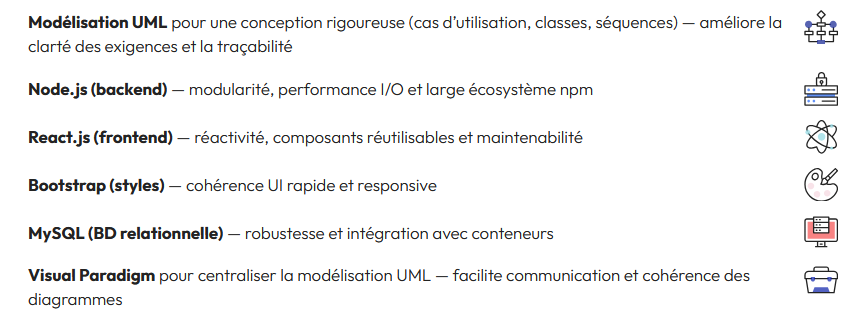 Modélisation UML pour une conception rigoureuse (cas d’utilisation, classes, séquences) — améliore la
clarté des exigences et la traçabilité
Node.js (backend) — modularité, performance I/O et large écosystème npm
React.js (frontend) — réactivité, composants réutilisables et maintenabilité
Bootstrap (styles) — cohérence UI rapide et responsive
MySQL (BD relationnelle) — robustesse et intégration avec conteneurs
Visual Paradigm pour centraliser la modélisation UML — facilite communication et cohérence des
diagrammes